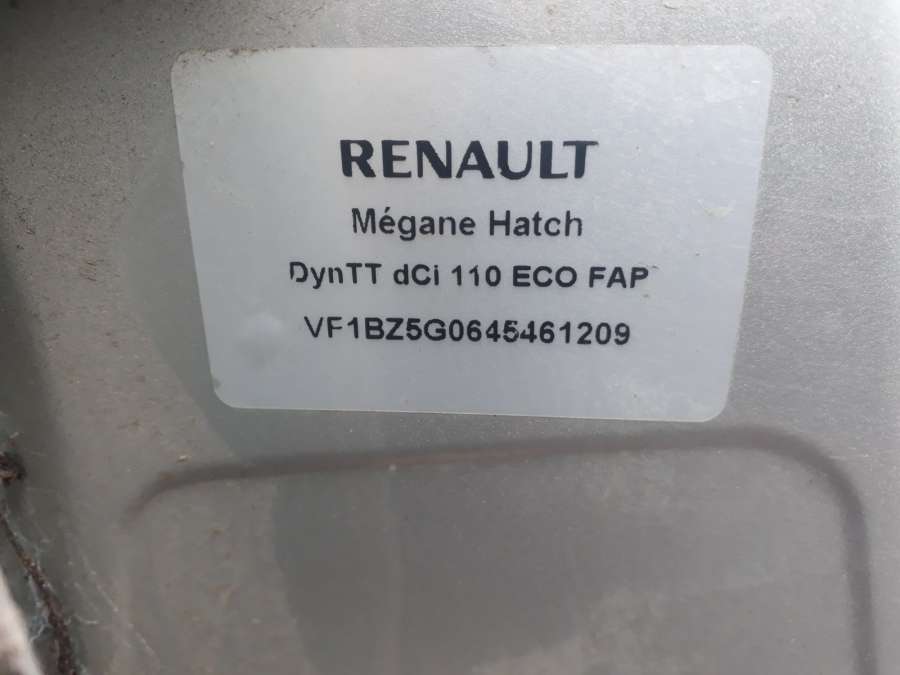 RENAULT
Mégane Hatch
DynTT dCi 110 ECO FAP
VF1BZ5G0645461209